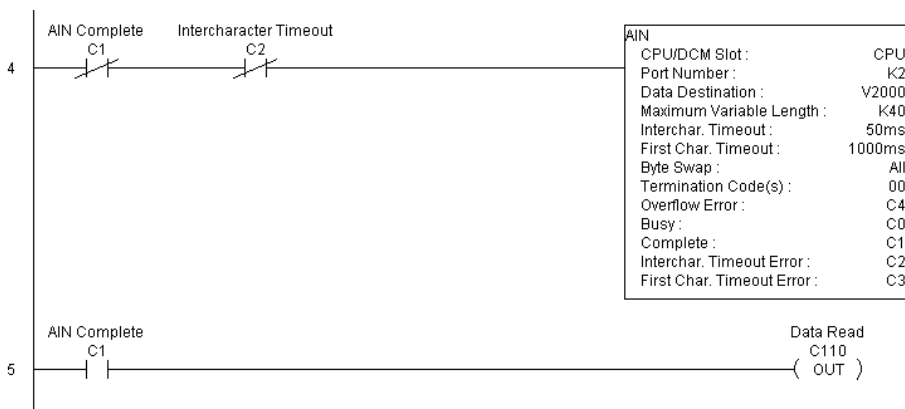 AIN Complete
Intercharacter Timeout
C1
C2
4
AIN
CPU/DCM Slot : CPU
Port Number : K2
Data Destination : V2000
Maximum Variable Length : K40
Interchar. Timeout : 50ms
First Char. Timeout : 1000ms
Byte Swap : All
Termination Code(s) : 00
Overflow Error : C4
Busy : C0
Complete : C1
Interchar. Timeout Error : C2
First Char. Timeout Error : C3
AIN Complete
C1
Data Read
C110
5
( OUT )